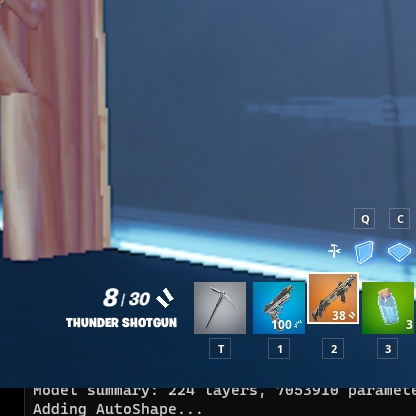 Q C
8 | 30
THUNDER SHOTGUN
100 38 3
T 1 2 3
Model summary: 224 layers, 7053910 paramete
Adding AutoShape...